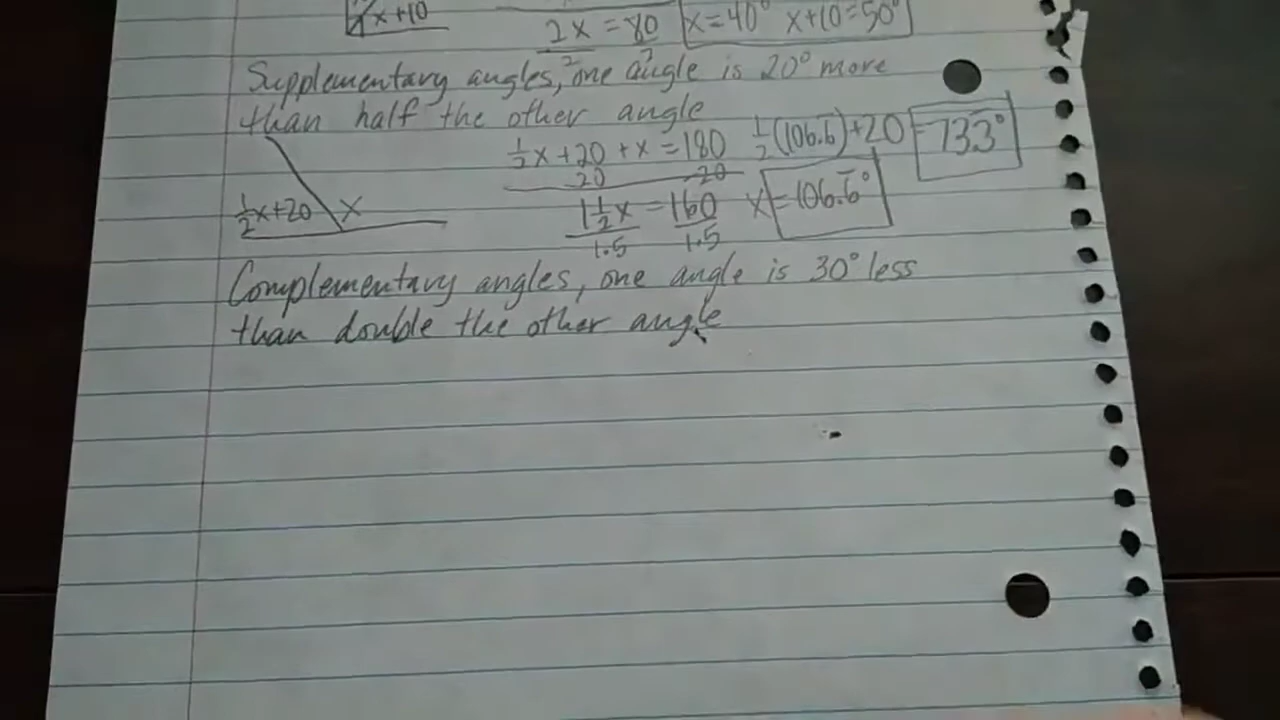 x+10
2x = 80 x=40° x+10=50°
2 2
Supplementary angles, one angle is 20° more
than half the other angle
½x+20+x=180 ½(106.6̅)+20=73.3̅°
-20 -20
½x+20 x 1½x=160 x=106.6̅°
1.5 1.5
Complementary angles, one angle is 30° less
than double the other angle